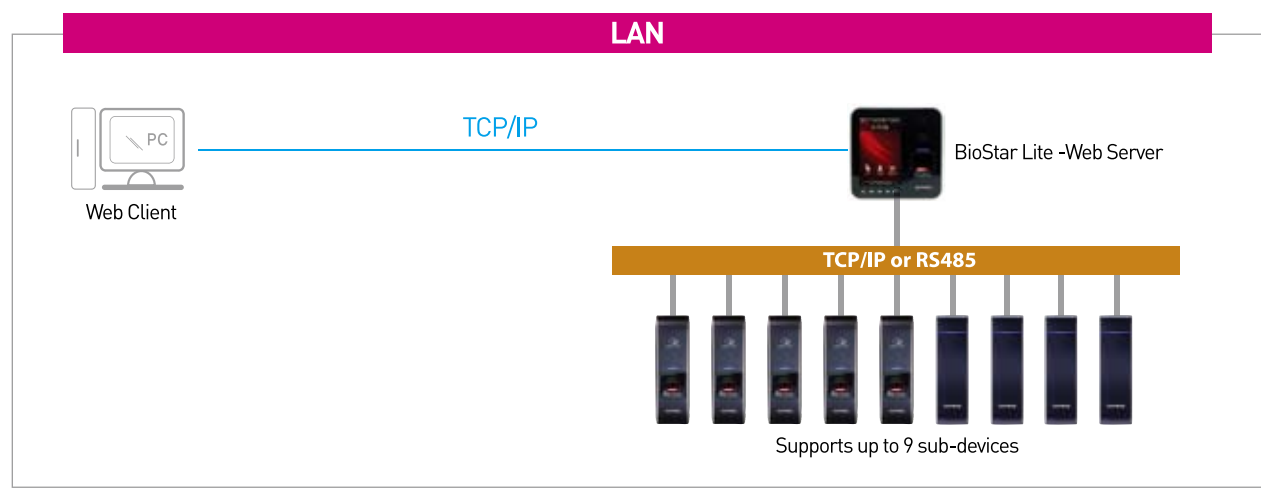 LAN
TCP/IP
PC
BioStar Lite -Web Server
Web Client
TCP/IP or RS485
Supports up to 9 sub-devices